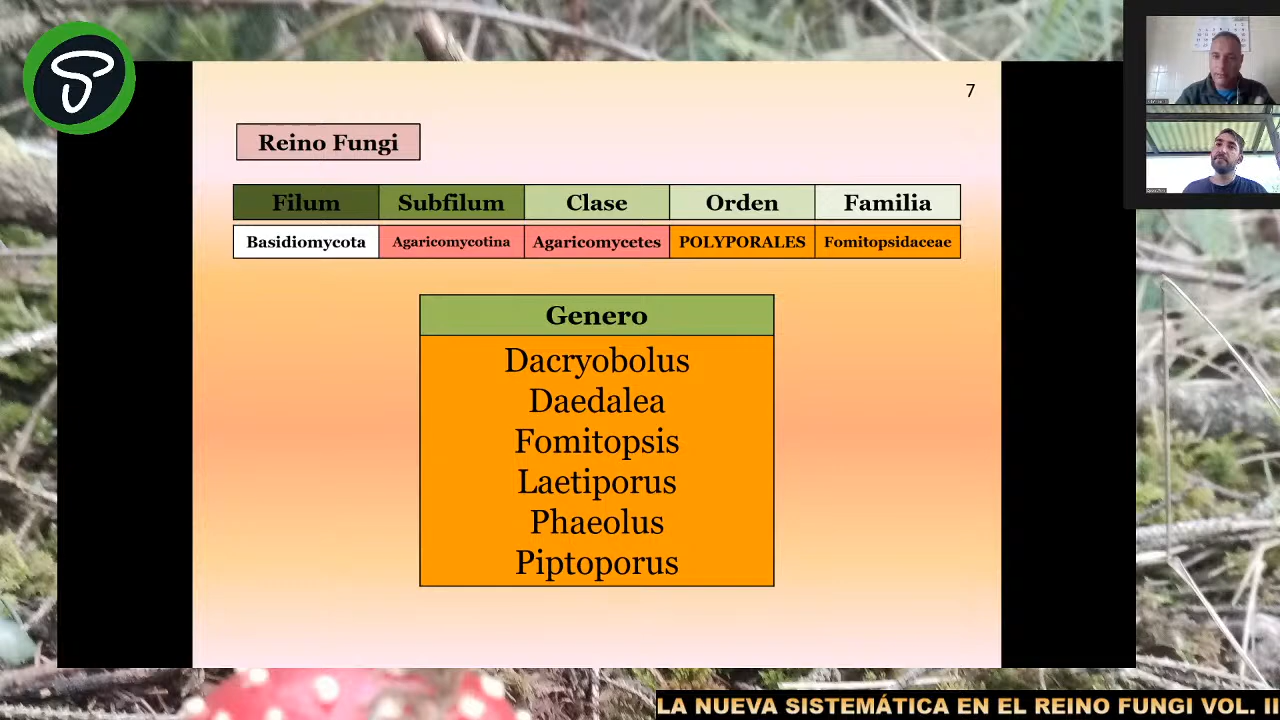 7
Reino Fungi
Filum Subfilum Clase Orden Familia
Basidiomycota Agaricomycotina Agaricomycetes POLYPORALES Fomitopsidaceae
Genero
Dacryobolus
Daedalea
Fomitopsis
Laetiporus
Phaeolus
Piptoporus
LA NUEVA SISTEMÁTICA EN EL REINO FUNGI VOL. II